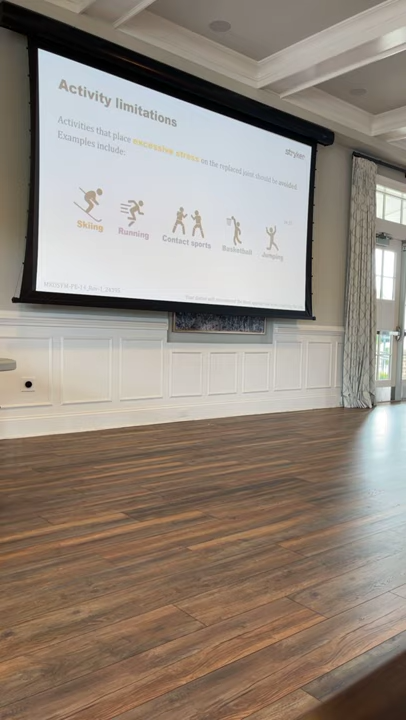 Activity limitations
stryker
Activities that place excessive stress on the replaced joint should be avoided.
Examples include:
Skiing
Running
Contact sports
Basketball
Jumping